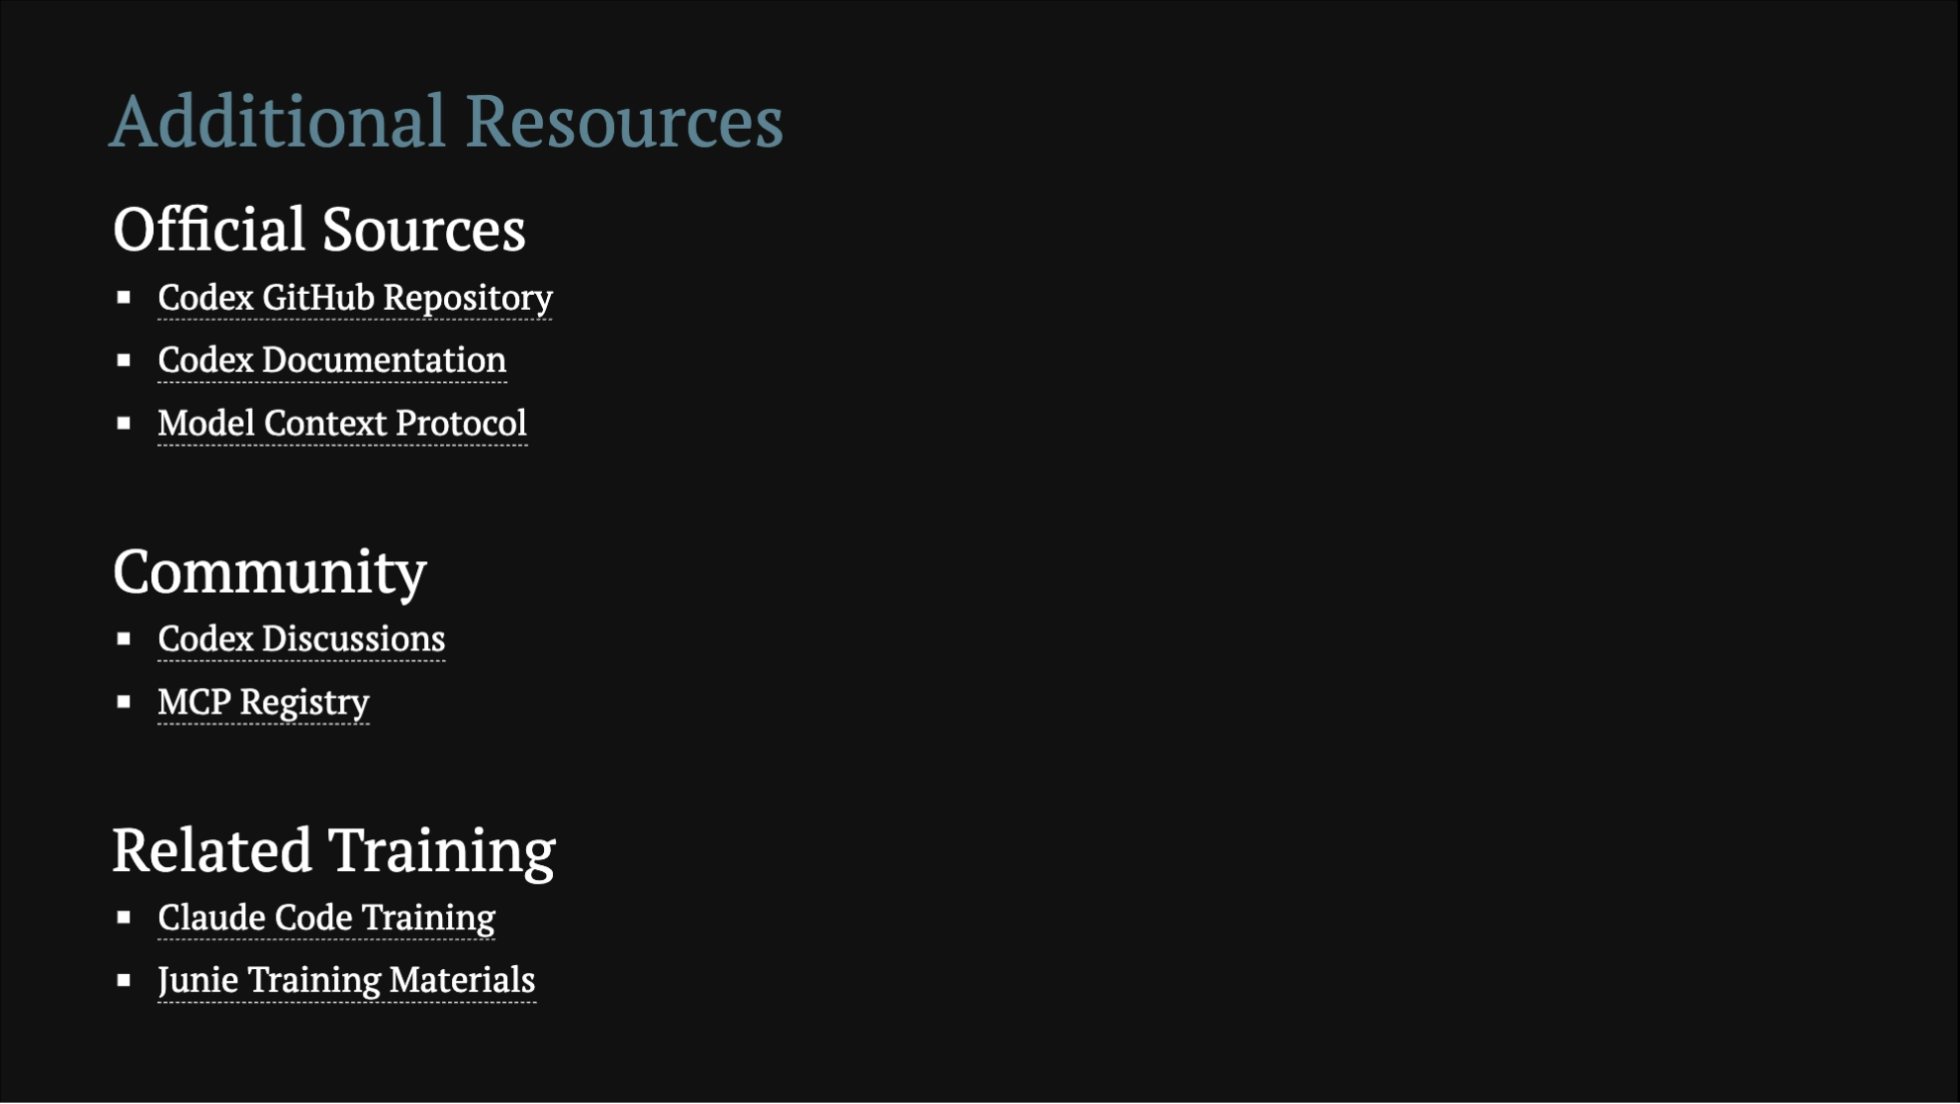 Additional Resources
Official Sources
Codex GitHub Repository
Codex Documentation
Model Context Protocol
Community
Codex Discussions
MCP Registry
Related Training
Claude Code Training
Junie Training Materials